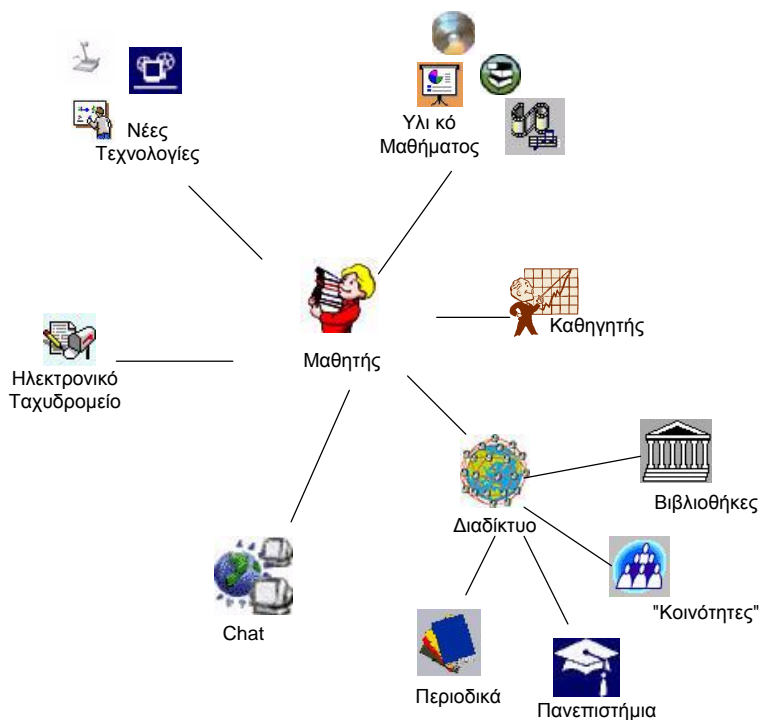 Νέες
Τεχνολογίες
Υλι κό
Μαθήματος
Καθηγητής
Μαθητής
Ηλεκτρονικό
Ταχυδρομείο
Διαδίκτυο
Βιβλιοθήκες
"Κοινότητες"
Chat
Περιοδικά
Πανεπιστήμια